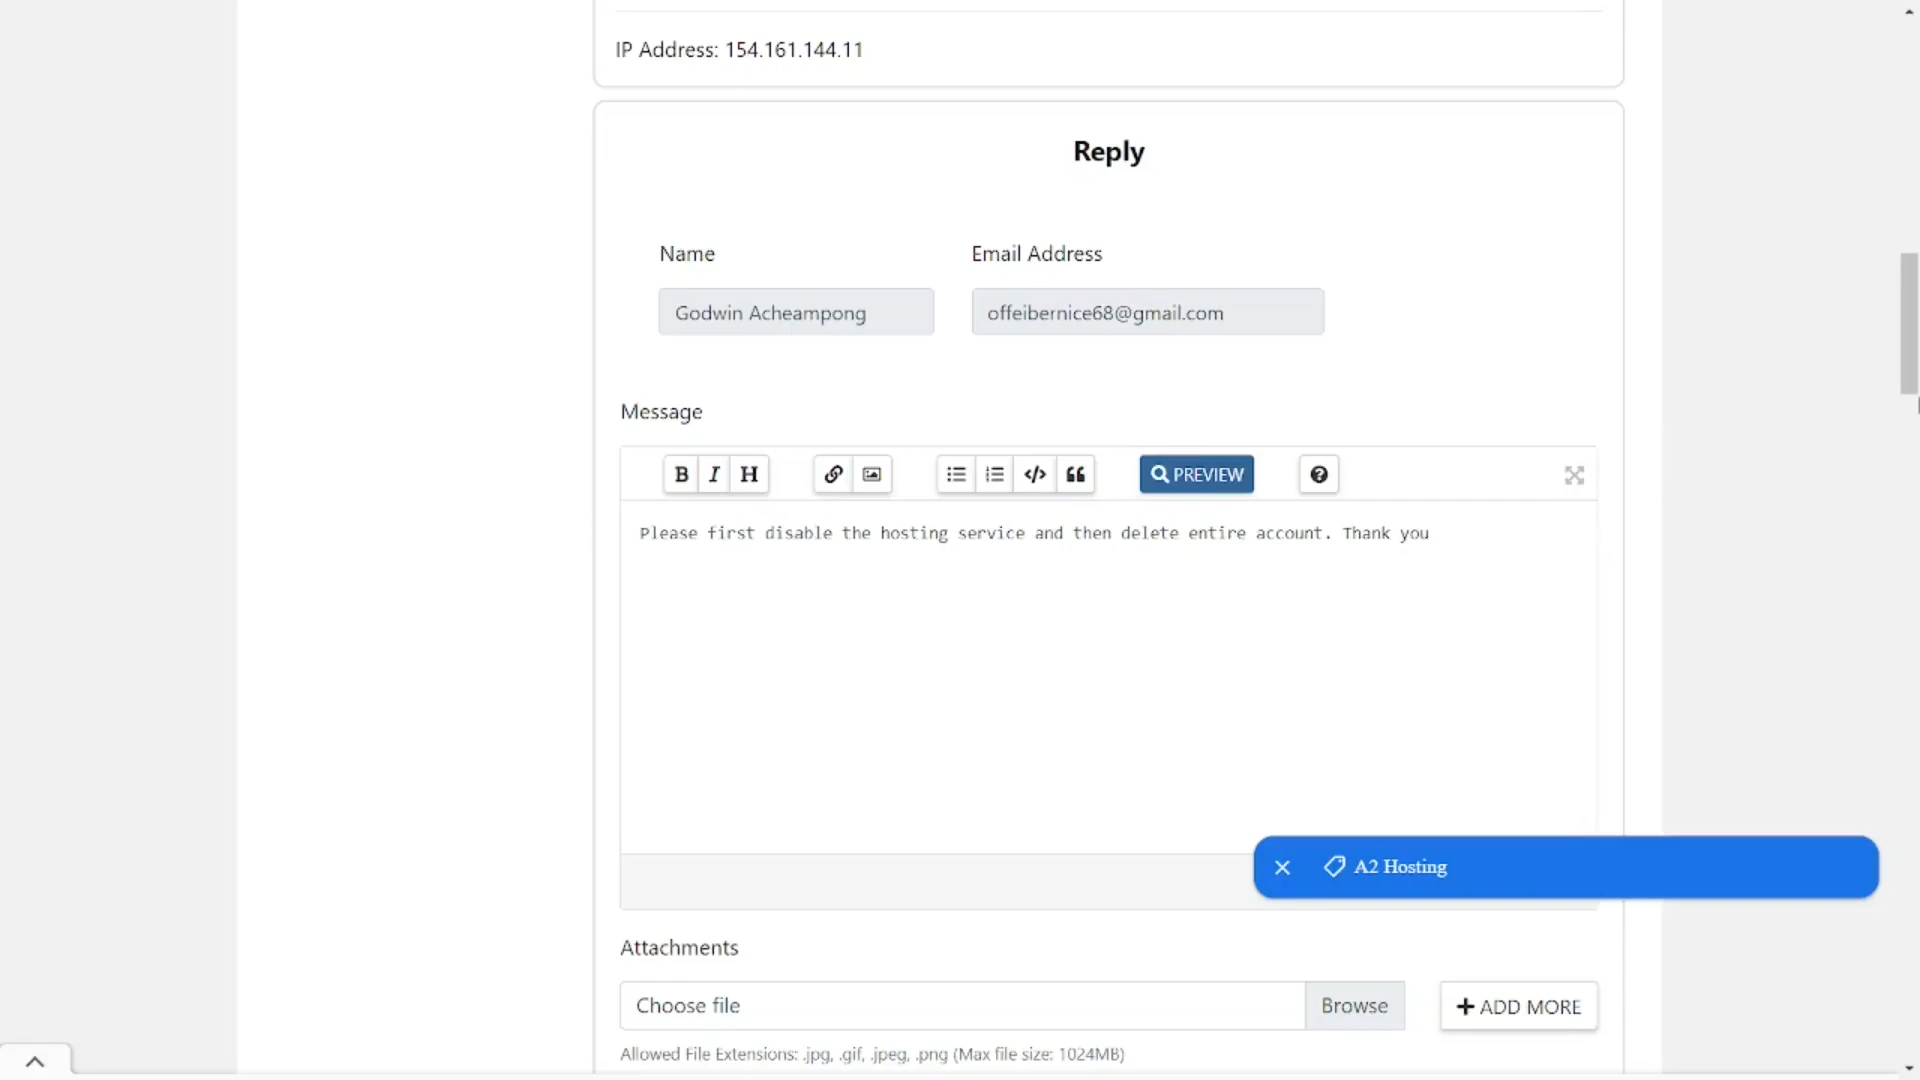 IP Address: 154.161.144.11
Reply
Name
Email Address
Godwin Acheampong
offeibernice68@gmail.com
Message
B I H
PREVIEW
Please first disable the hosting service and then delete entire account. Thank you
A2 Hosting
Attachments
Choose file
Browse
ADD MORE
Allowed File Extensions: .jpg, .gif, .jpeg, .png (Max file size: 1024MB)